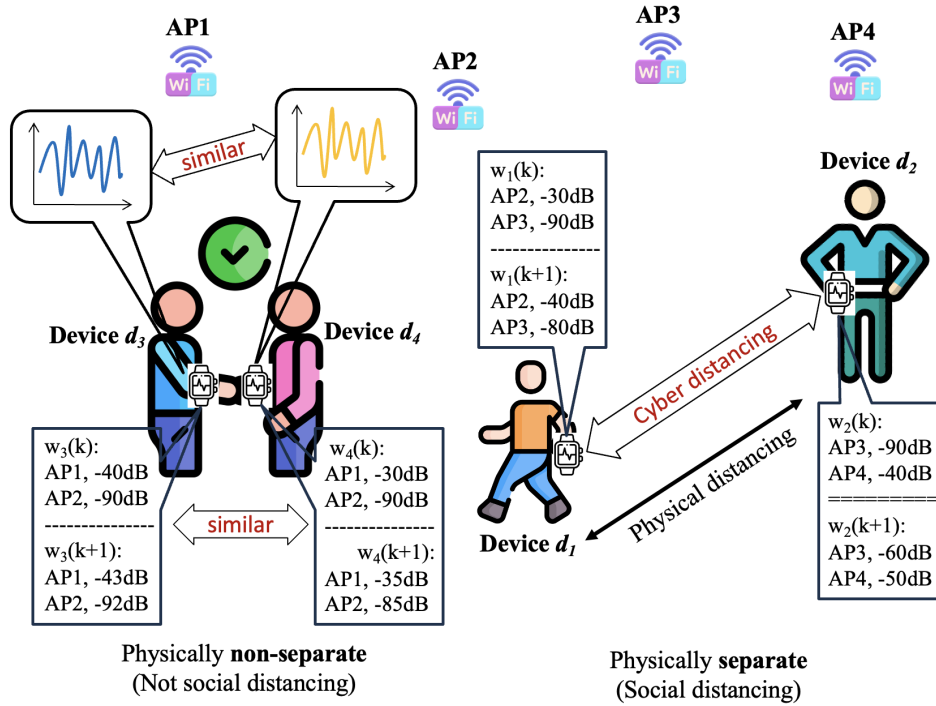 AP1
AP2
AP3
AP4
Wi Fi
Wi Fi
Wi Fi
Wi Fi
similar
Device d3
Device d4
w3(k):
AP1, -40dB
AP2, -90dB
---------------
w3(k+1):
AP1, -43dB
AP2, -92dB
similar
w4(k):
AP1, -30dB
AP2, -90dB
---------------
w4(k+1):
AP1, -35dB
AP2, -85dB
Physically non-separate
(Not social distancing)
w1(k):
AP2, -30dB
AP3, -90dB
---------------
w1(k+1):
AP2, -40dB
AP3, -80dB
Device d1
Cyber distancing
Physical distancing
Device d2
w2(k):
AP3, -90dB
AP4, -40dB
==========
w2(k+1):
AP3, -60dB
AP4, -50dB
Physically separate
(Social distancing)